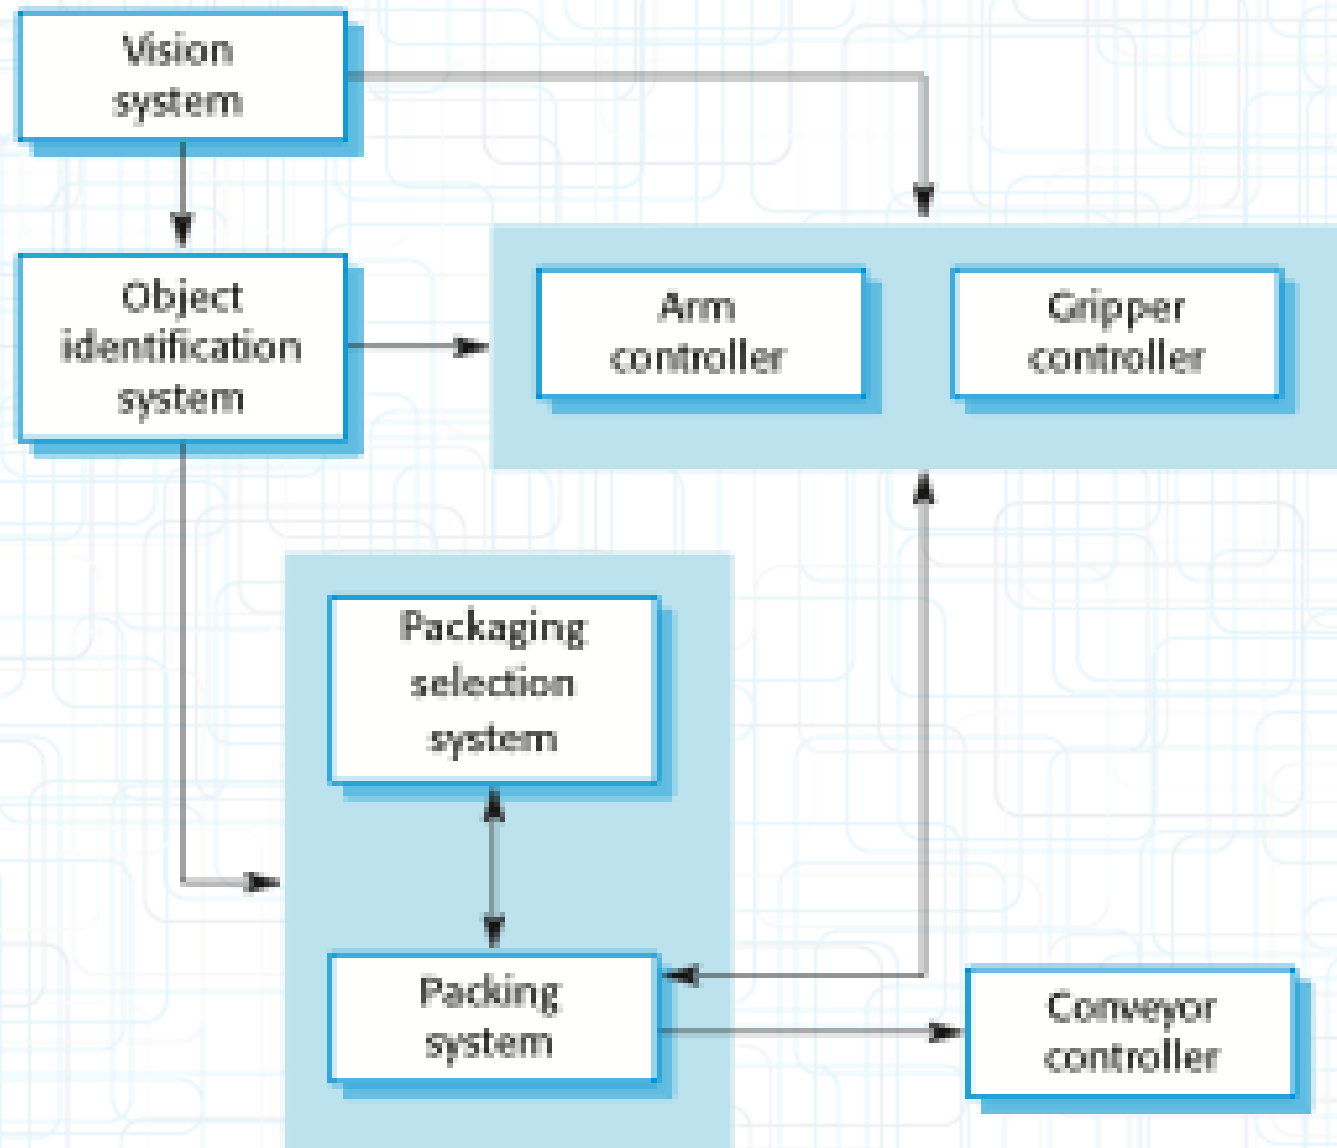 Vision
system
Object
identification
system
Arm
controller
Gripper
controller
Packaging
selection
system
Packing
system
Conveyor
controller